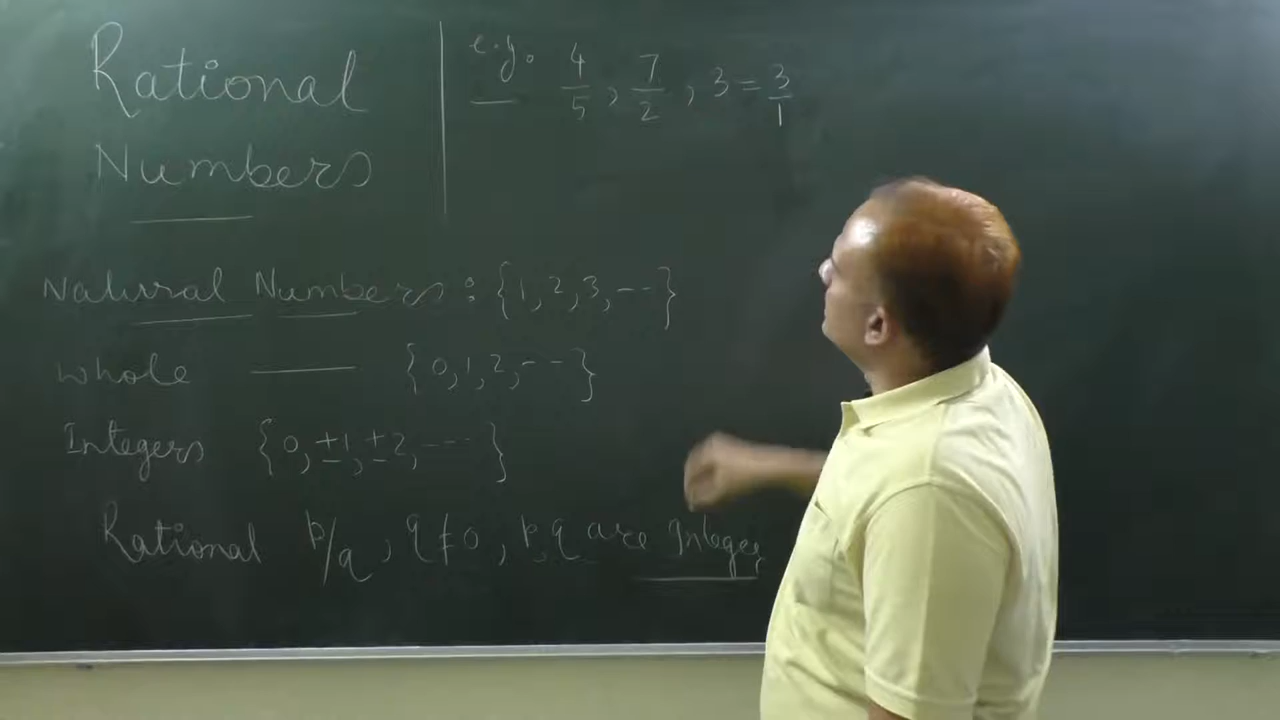 Rational
Numbers
e.g. 4/5, 7/2, 3 = 3/1
Natural Numbers : {1, 2, 3, ---}
Whole —— {0, 1, 2, ---}
Integers {0, ±1, ±2, ----}
Rational p/q, q ≠ 0, p, q are Integers